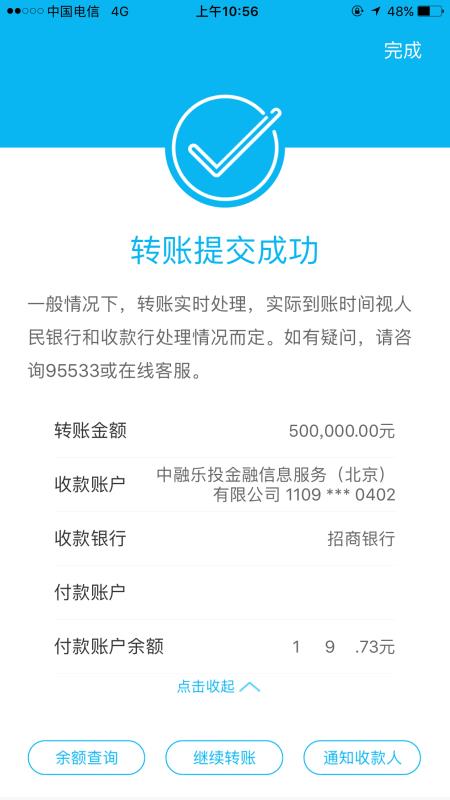 中国电信 4G 上午10:56 48%
完成
转账提交成功
一般情况下，转账实时处理，实际到账时间视人
民银行和收款行处理情况而定。如有疑问，请咨
询95533或在线客服。
转账金额 500,000.00元
收款账户 中融乐投金融信息服务（北京）
有限公司 1109 *** 0402
收款银行 招商银行
付款账户
付款账户余额 1 9 .73元
点击收起
余额查询 继续转账 通知收款人